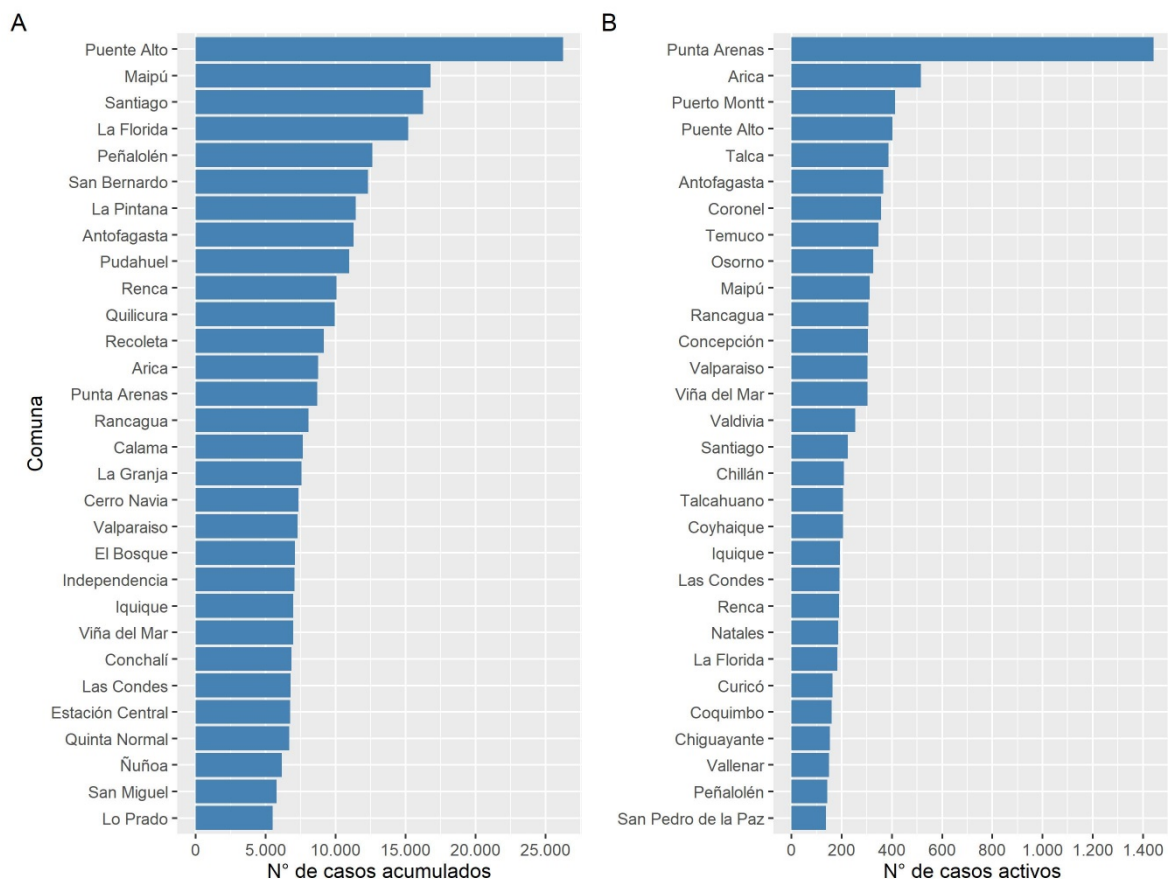 A
Puente Alto
Maipú
Santiago
La Florida
Peñalolén
San Bernardo
La Pintana
Antofagasta
Pudahuel
Renca
Quilicura
Recoleta
Arica
Punta Arenas
Rancagua
Calama
La Granja
Cerro Navia
Valparaiso
El Bosque
Independencia
Iquique
Viña del Mar
Conchalí
Las Condes
Estación Central
Quinta Normal
Ñuñoa
San Miguel
Lo Prado
Comuna
0 5.000 10.000 15.000 20.000 25.000
N° de casos acumulados
B
Punta Arenas
Arica
Puerto Montt
Puente Alto
Talca
Antofagasta
Coronel
Temuco
Osorno
Maipú
Rancagua
Concepción
Valparaiso
Viña del Mar
Valdivia
Santiago
Chillán
Talcahuano
Coyhaique
Iquique
Las Condes
Renca
Natales
La Florida
Curicó
Coquimbo
Chiguayante
Vallenar
Peñalolén
San Pedro de la Paz
0 200 400 600 800 1.000 1.200 1.400
N° de casos activos